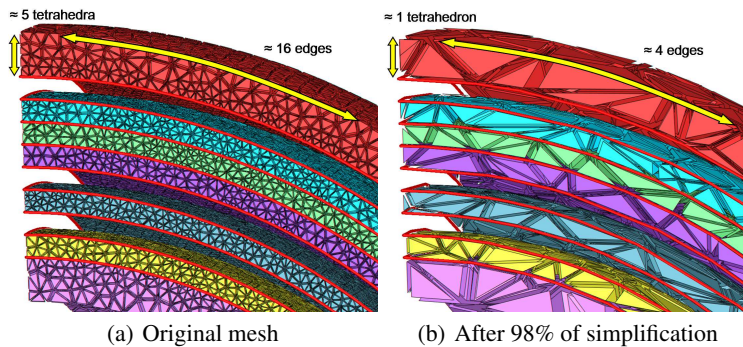 ≈ 5 tetrahedra
≈ 16 edges
≈ 1 tetrahedron
≈ 4 edges
(a) Original mesh
(b) After 98% of simplification